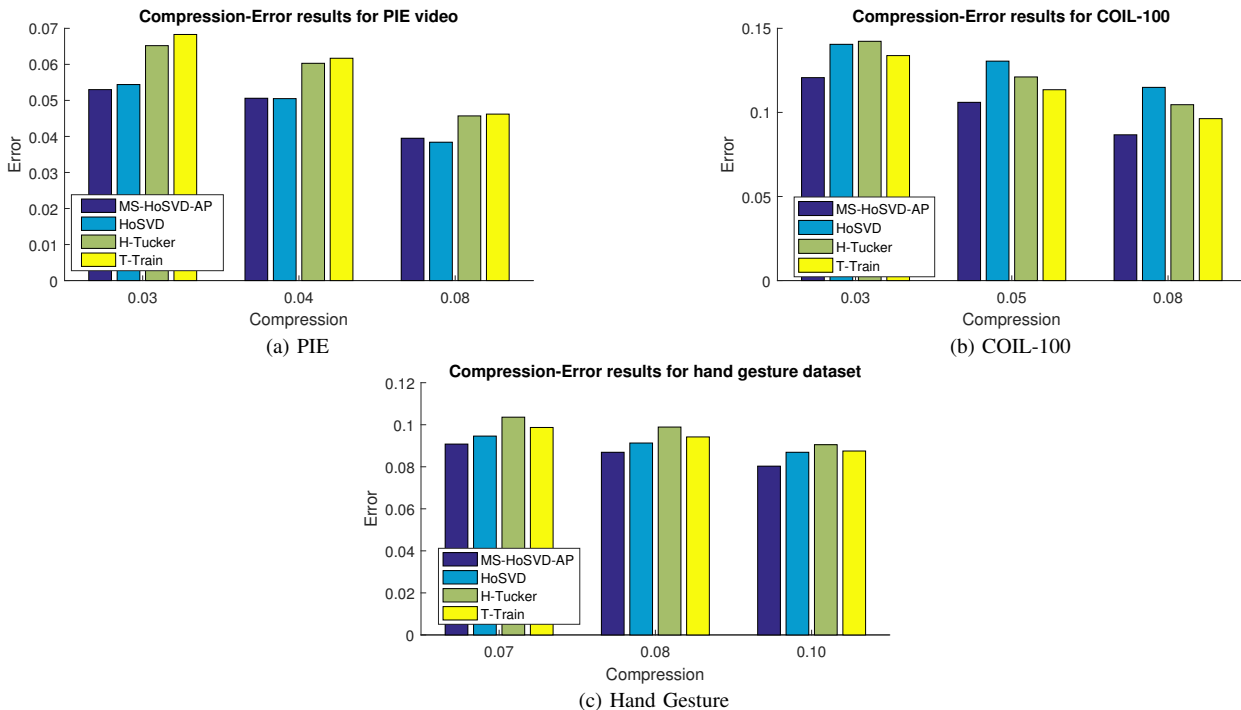 Compression-Error results for PIE video
0.07
0.06
0.05
0.04
0.03
0.02
0.01
0
Error
MS-HoSVD-AP
HoSVD
H-Tucker
T-Train
0.03 0.04 0.08
Compression
(a) PIE
Compression-Error results for COIL-100
0.15
0.1
0.05
0
Error
MS-HoSVD-AP
HoSVD
H-Tucker
T-Train
0.03 0.05 0.08
Compression
(b) COIL-100
Compression-Error results for hand gesture dataset
0.12
0.1
0.08
0.06
0.04
0.02
0
Error
MS-HoSVD-AP
HoSVD
H-Tucker
T-Train
0.07 0.08 0.10
Compression
(c) Hand Gesture